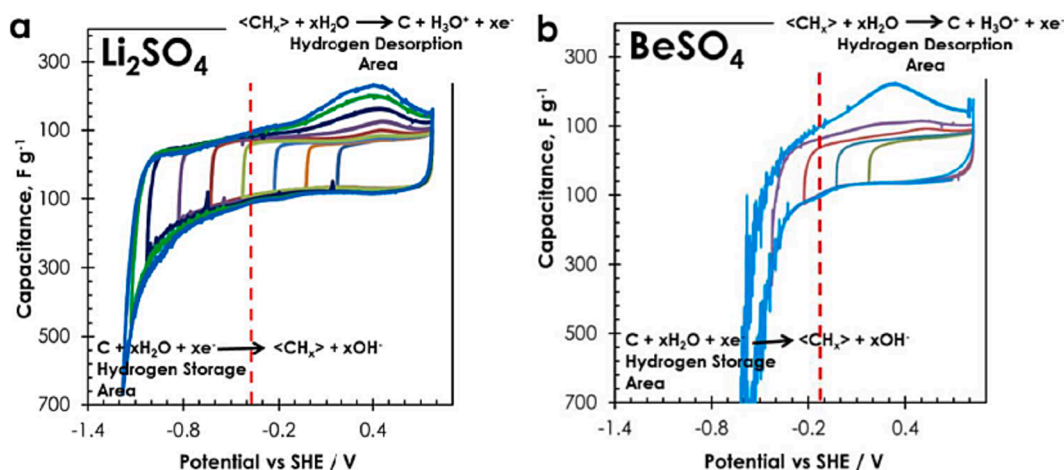 a
<CHₓ> + xH₂O → C + H₃O⁺ + xe⁻
Hydrogen Desorption
Area
Li₂SO₄
300
100
100
300
500
700
Capacitance, F g⁻¹
C + xH₂O + xe⁻ → <CHₓ> + xOH⁻
Hydrogen Storage
Area
-1.4 -0.8 -0.2 0.4
Potential vs SHE / V
b
<CHₓ> + xH₂O → C + H₃O⁺ + xe⁻
Hydrogen Desorption
Area
BeSO₄
300
100
100
300
500
700
Capacitance, F g⁻¹
C + xH₂O + xe⁻ → <CHₓ> + xOH⁻
Hydrogen Storage
Area
-1.4 -0.8 -0.2 0.4
Potential vs SHE / V